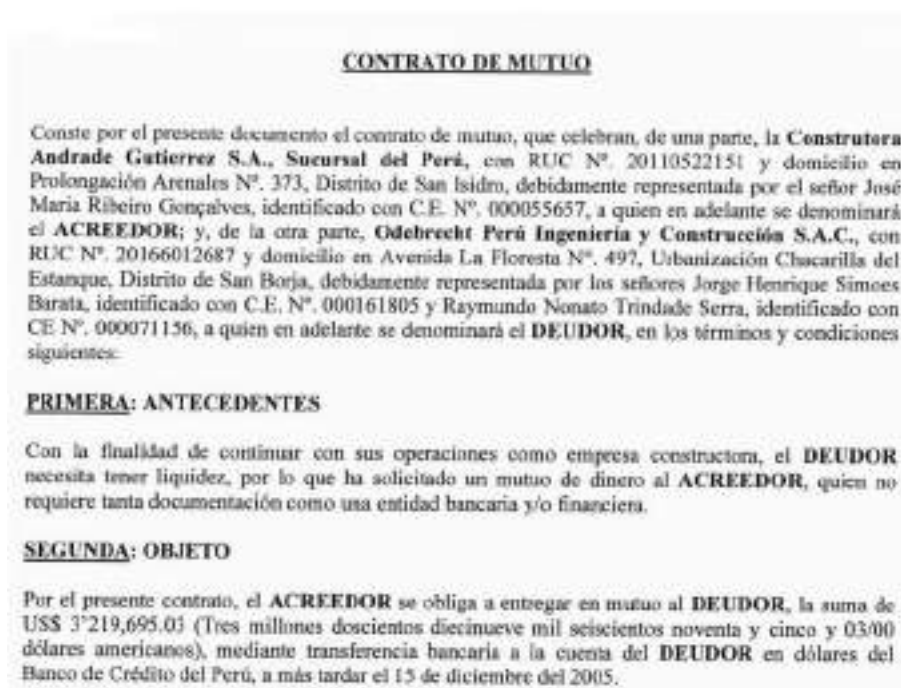 CONTRATO DE MUTUO
Conste por el presente documento el contrato de mutuo, que celebran, de una parte, la Construtora
Andrade Gutierrez S.A., Sucursal del Perú, con RUC Nº. 20110522151 y domicilio en
Prolongación Arenales Nº. 373, Distrito de San Isidro, debidamente representada por el señor José
Maria Ribeiro Gonçalves, identificado con C.E. Nº. 000055657, a quien en adelante se denominará
el ACREEDOR; y, de la otra parte, Odebrecht Perú Ingeniería y Construcción S.A.C., con
RUC Nº. 20166012687 y domicilio en Avenida La Floresta Nº. 497, Urbanización Chacarilla del
Estanque, Distrito de San Borja, debidamente representada por los señores Jorge Henrique Simoes
Barata, identificado con C.E. Nº. 000161805 y Raymundo Nonato Trindade Serra, identificado con
CE Nº. 000071156, a quien en adelante se denominará el DEUDOR, en los términos y condiciones
siguientes:
PRIMERA: ANTECEDENTES
Con la finalidad de continuar con sus operaciones como empresa constructora, el DEUDOR
necesita tener liquidez, por lo que ha solicitado un mutuo de dinero al ACREEDOR, quien no
requiere tanta documentación como una entidad bancaria y/o financiera.
SEGUNDA: OBJETO
Por el presente contrato, el ACREEDOR se obliga a entregar en mutuo al DEUDOR, la suma de
US$ 3'219,695.03 (Tres millones doscientos diecinueve mil seiscientos noventa y cinco y 03/00
dólares americanos), mediante transferencia bancaria a la cuenta del DEUDOR en dólares del
Banco de Crédito del Perú, a más tardar el 15 de diciembre del 2005.